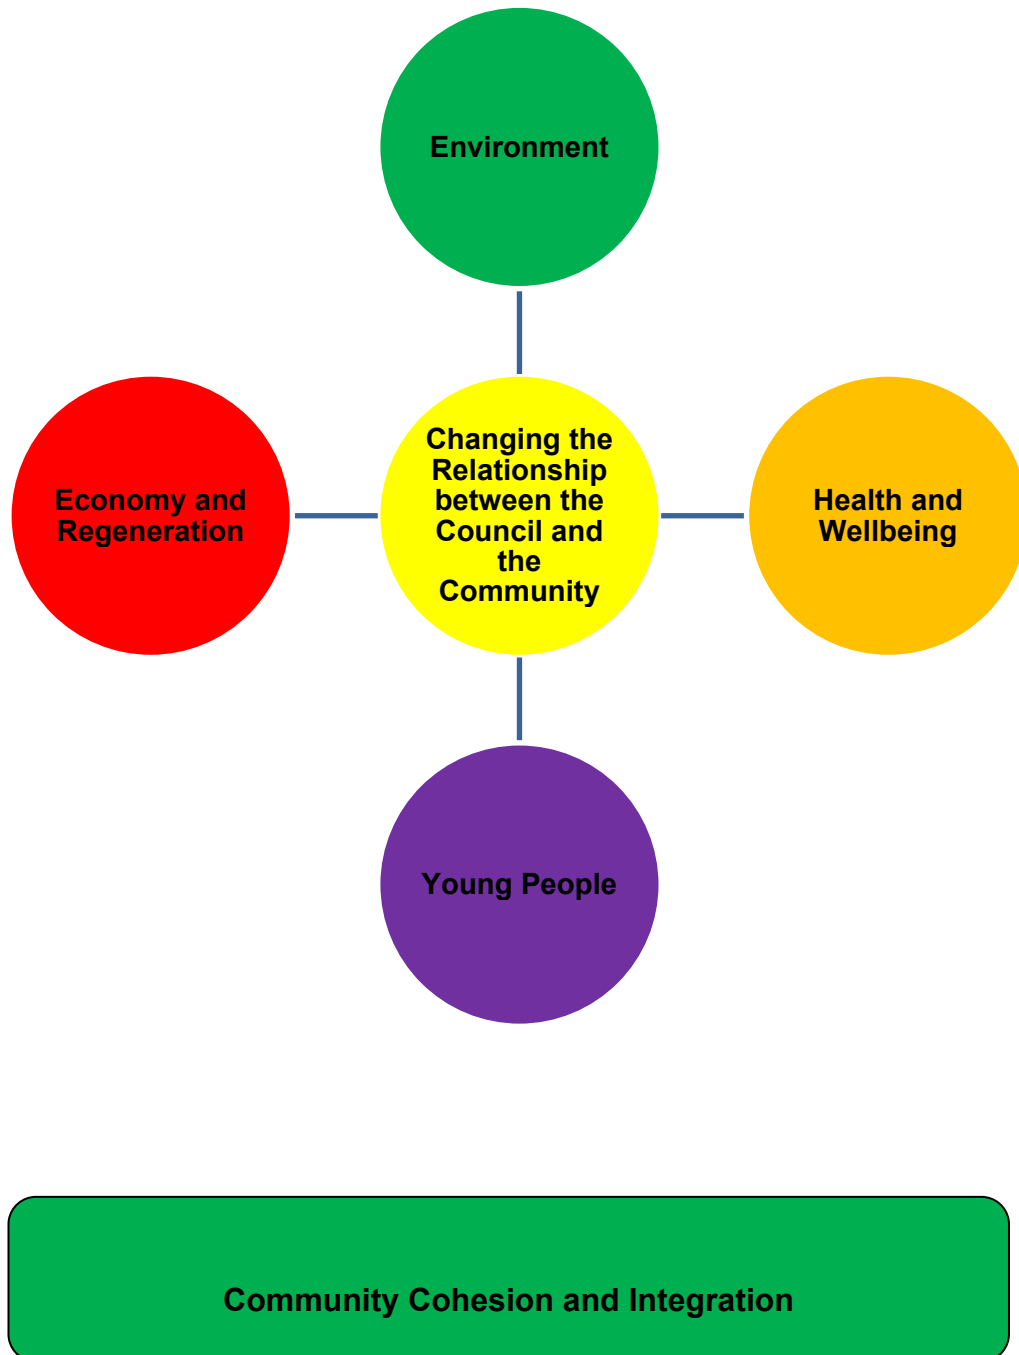 Environment
Economy and
Regeneration
Changing the
Relationship
between the
Council and
the
Community
Health and
Wellbeing
Young People
Community Cohesion and Integration